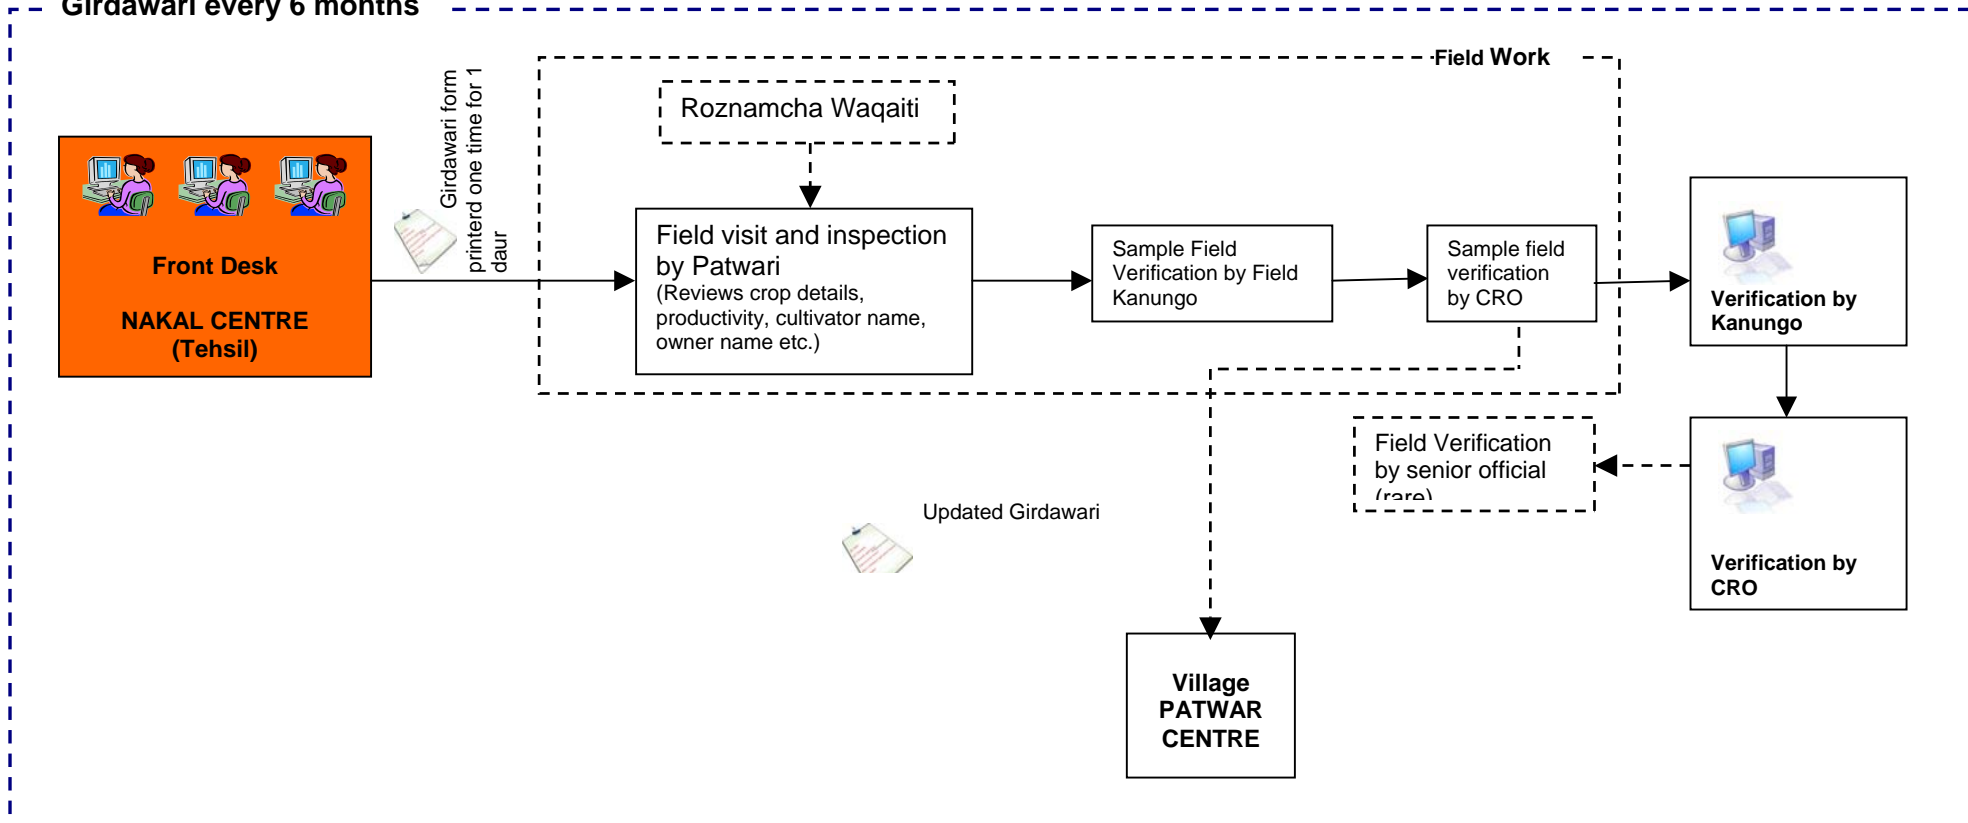 Girdawari every 6 months
Field Work
Girdawari form
printerd one time for 1
daur
Roznamcha Waqaiti
Front Desk
NAKAL CENTRE
(Tehsil)
Field visit and inspection
by Patwari
(Reviews crop details,
productivity, cultivator name,
owner name etc.)
Sample Field
Verification by Field
Kanungo
Sample field
verification
by CRO
Verification by
Kanungo
Field Verification
by senior official
(rare)
Updated Girdawari
Verification by
CRO
Village
PATWAR
CENTRE